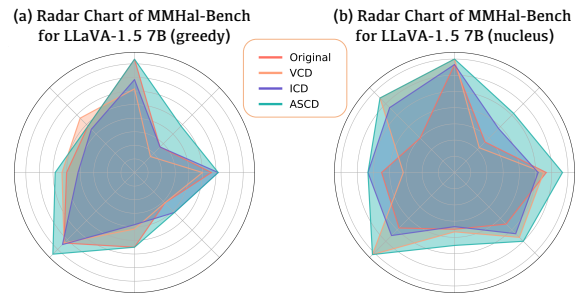 (a) Radar Chart of MMHal-Bench
for LLaVA-1.5 7B (greedy)
(b) Radar Chart of MMHal-Bench
for LLaVA-1.5 7B (nucleus)
Original
VCD
ICD
ASCD